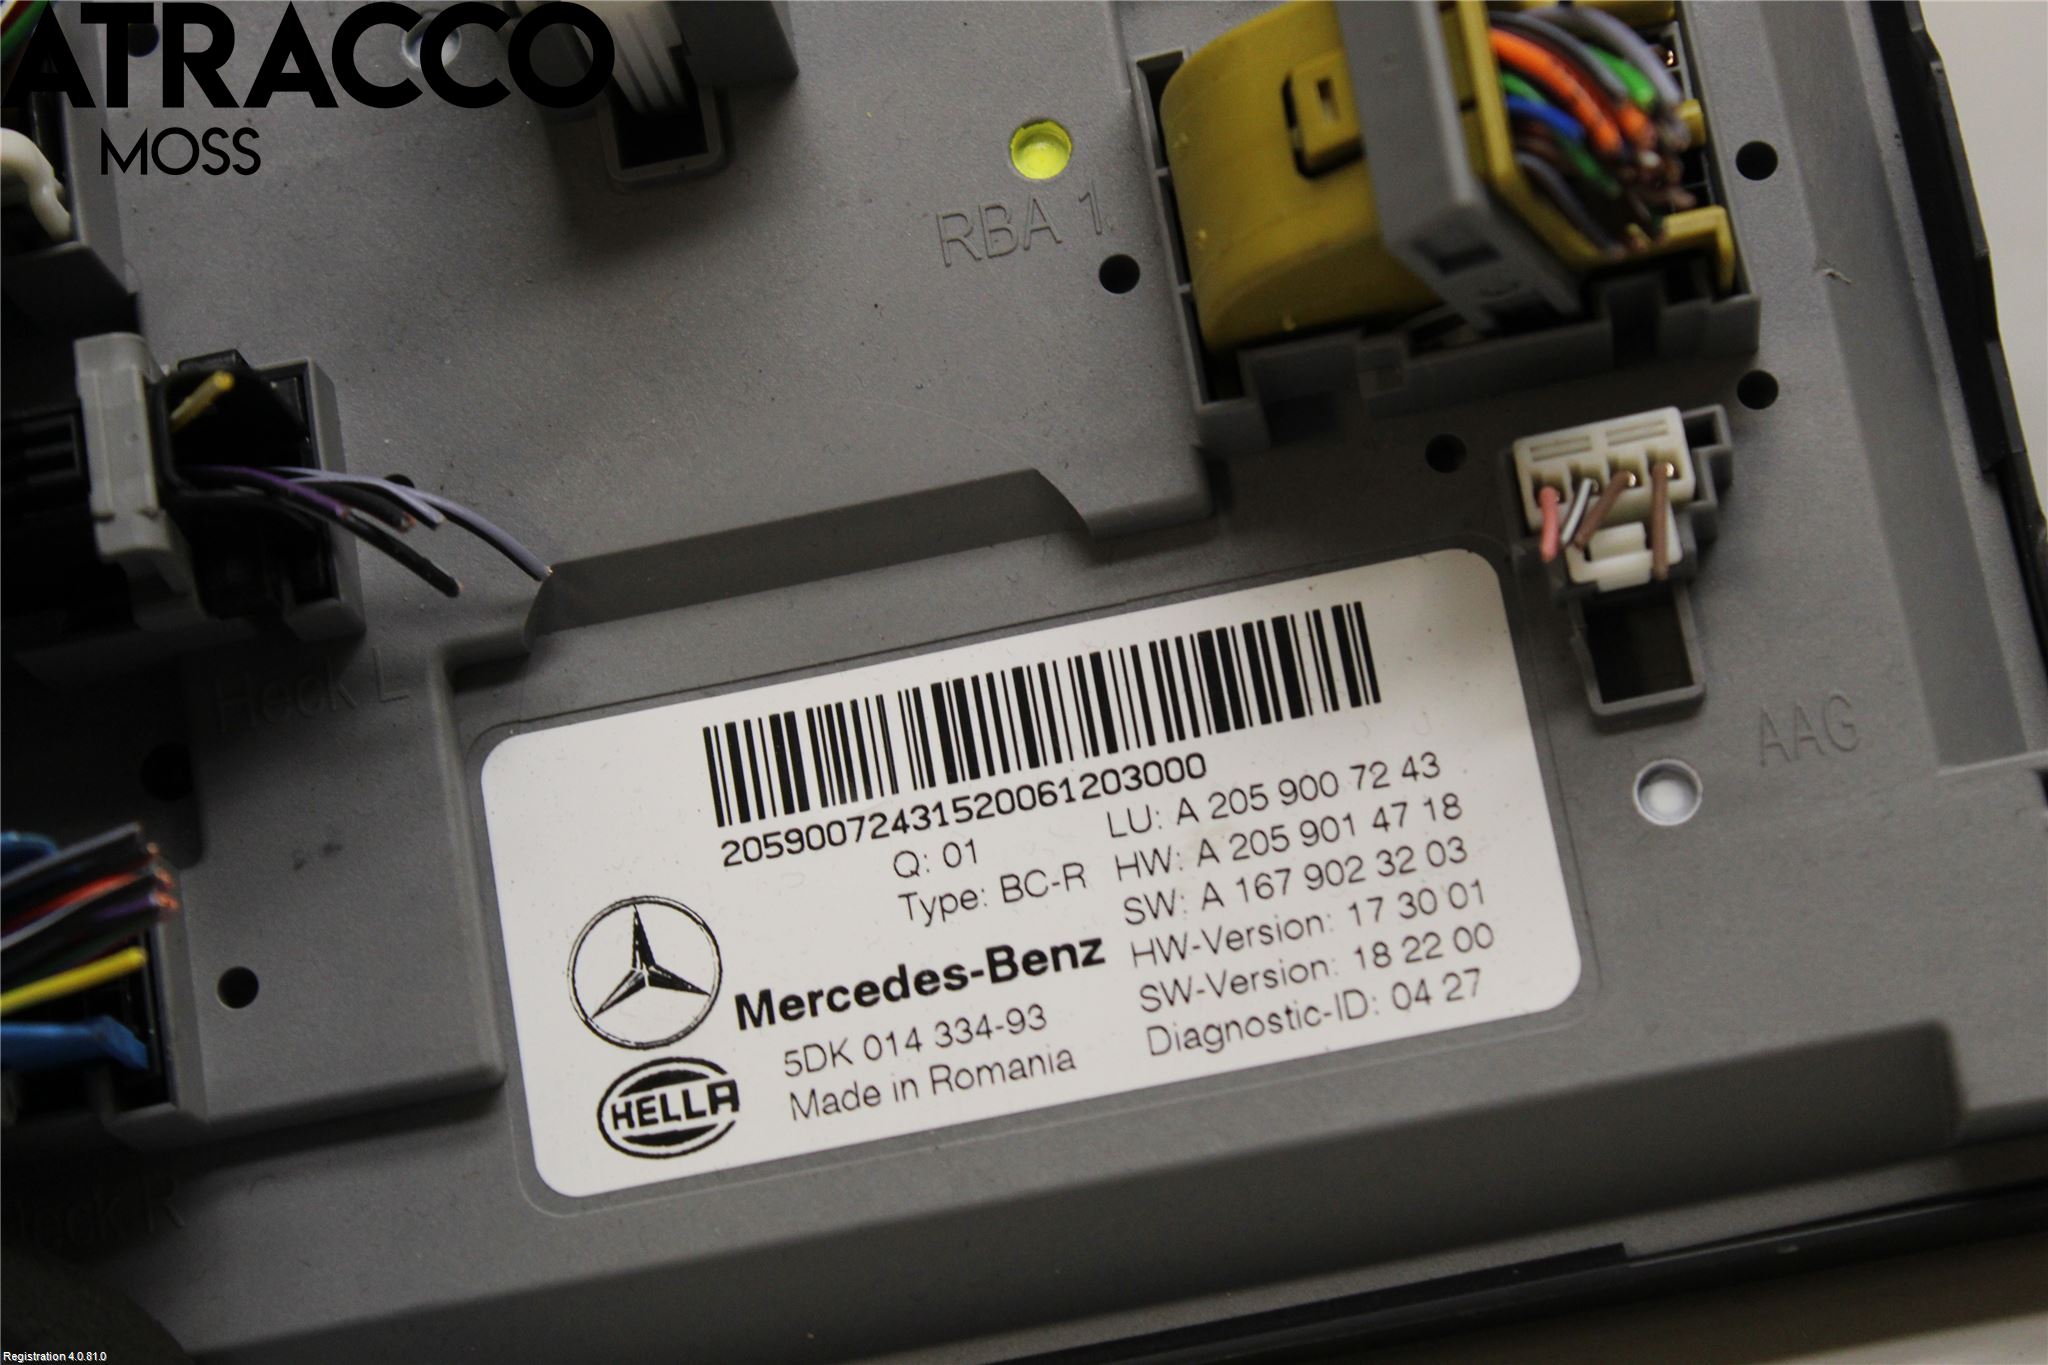 ATRACCO
MOSS
RBA 1
Heck L
AAG
20590072431520061203000
Q: 01
Type: BC-R
LU: A 205 900 72 43
HW: A 205 901 47 18
SW: A 167 902 32 03
HW-Version: 17 30 01
SW-Version: 18 22 00
Diagnostic-ID: 04 27
Mercedes-Benz
5DK 014 334-93
Made in Romania
HELLA
Heck R
Registration 4.0.81.0